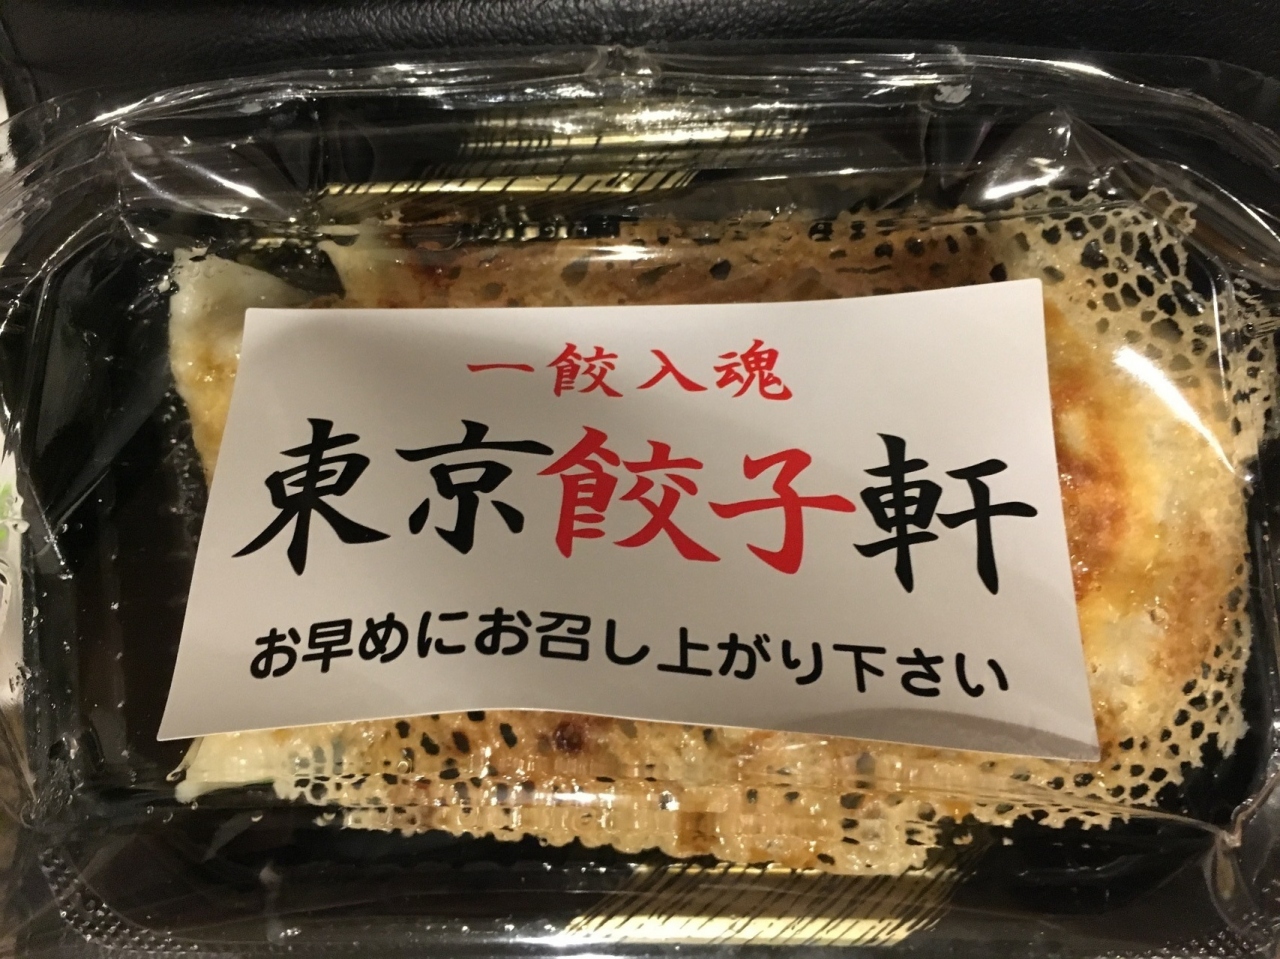 一餃入魂
東京餃子軒
お早めにお召し上がり下さい